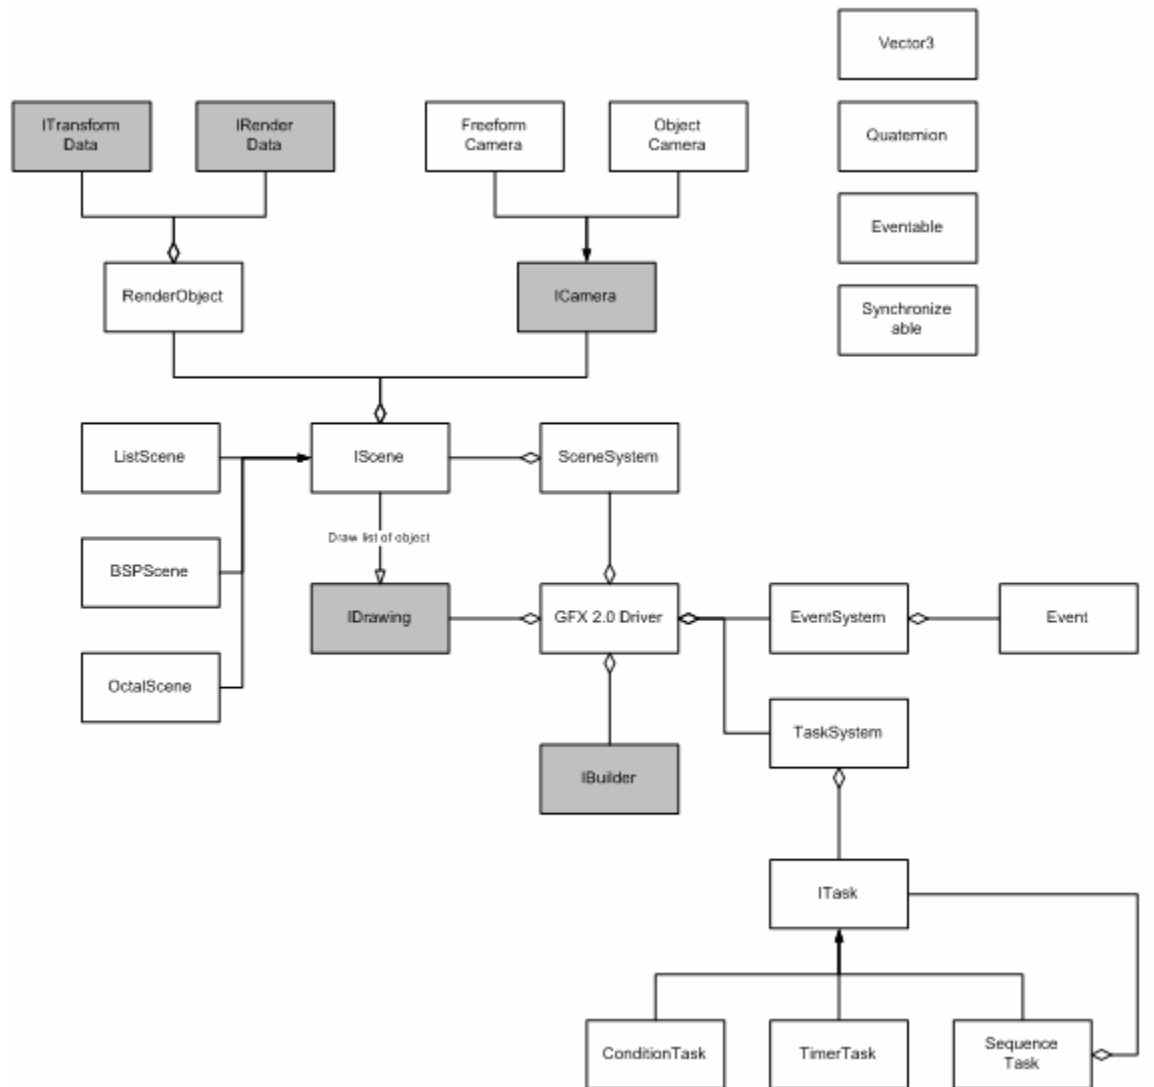 Vector3
ITransform
Data
IRender
Data
Freeform
Camera
Object
Camera
Quaternion
Eventable
RenderObject
ICamera
Synchronize
able
ListScene
IScene
SceneSystem
Draw list of object
BSPScene
IDrawing
GFX 2.0 Driver
EventSystem
Event
OctalScene
TaskSystem
IBuilder
ITask
ConditionTask
TimerTask
Sequence
Task